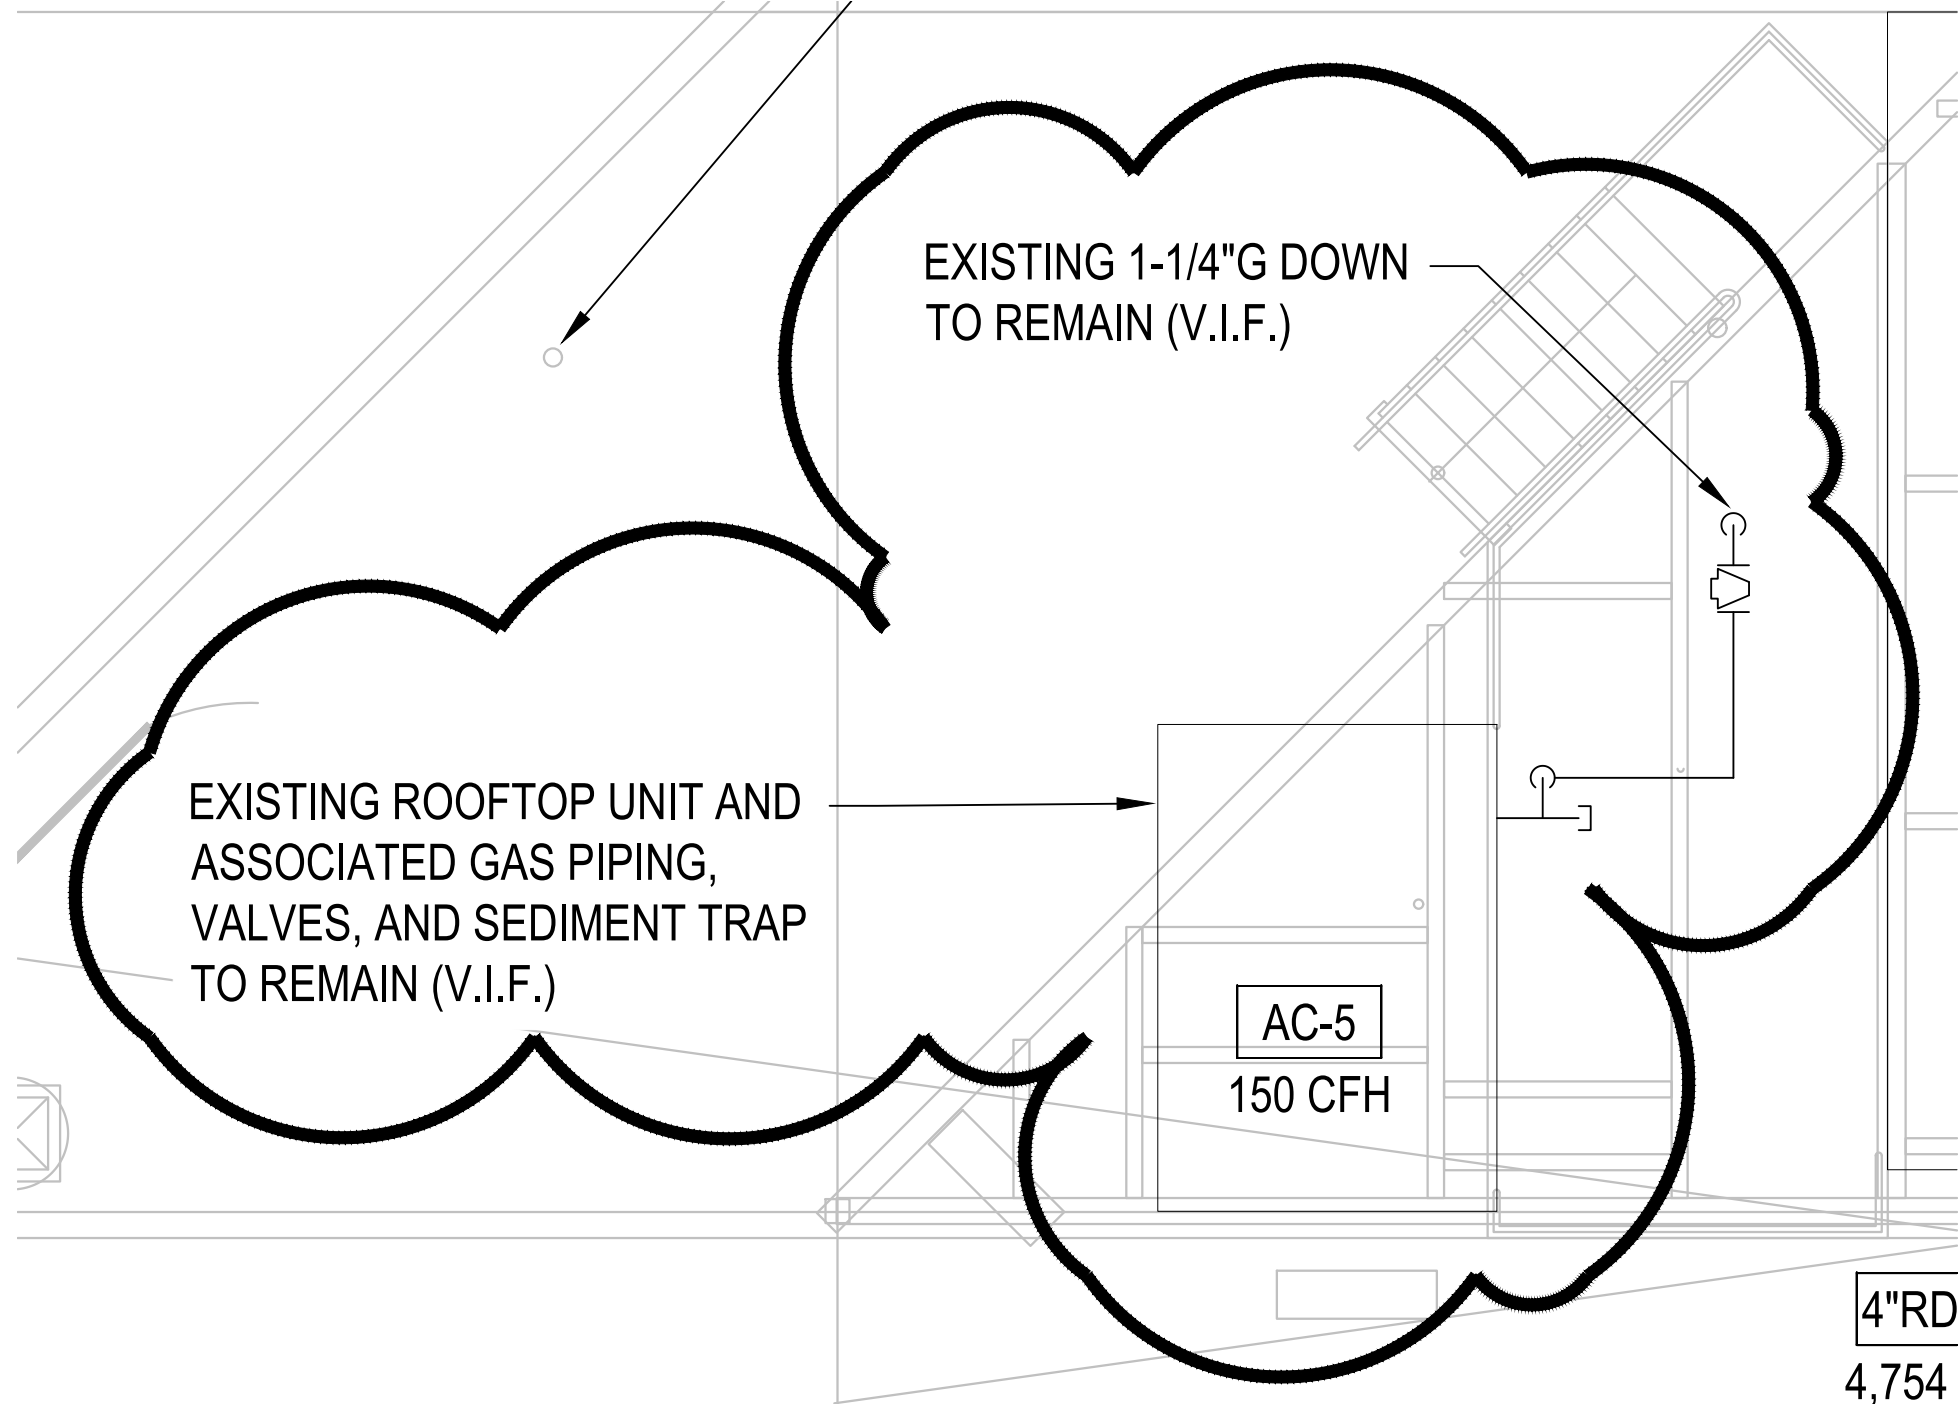 EXISTING 1-1/4"G DOWN
TO REMAIN (V.I.F.)
EXISTING ROOFTOP UNIT AND
ASSOCIATED GAS PIPING,
VALVES, AND SEDIMENT TRAP
TO REMAIN (V.I.F.)
AC-5
150 CFH
4"RD
4,754